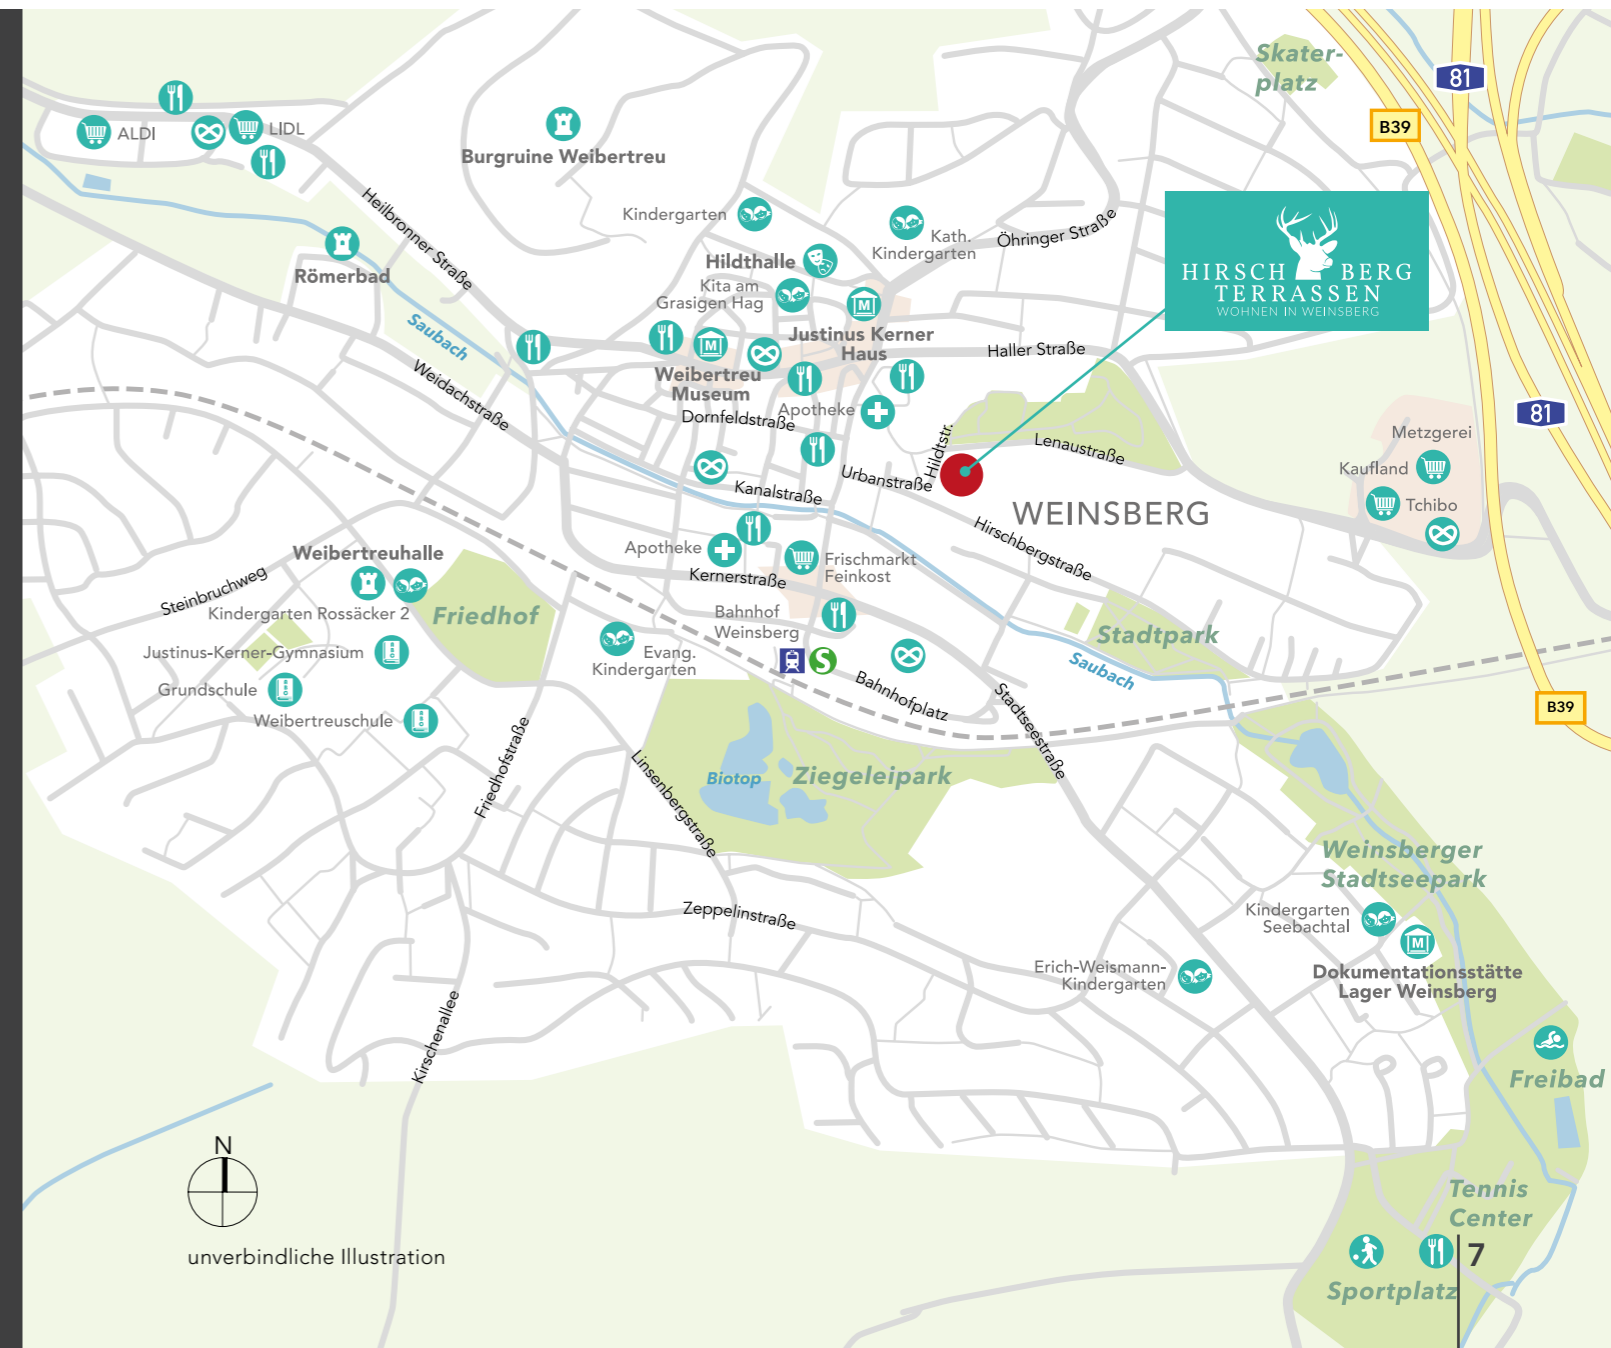 Skater-
platz
81
B39
ALDI
LIDL
Burgruine Weibertreu
Heilbronner Straße
Kindergarten
Kath.
Kindergarten
Öhringer Straße
HIRSCH BERG
TERRASSEN
WOHNEN IN WEINSBERG
Römerbad
Hildthalle
Kita am
Grasigen Hag
M
Justinus Kerner
Haus
Saubach
M
Weibertreu
Museum
Haller Straße
Weidachstraße
Dornfeldstraße
Apotheke
81
Hildtstr.
Lenaustraße
Metzgerei
Kaufland
Tchibo
Urbanstraße
Kanalstraße
WEINSBERG
Hirschbergstraße
Apotheke
Frischmarkt
Feinkost
Kernerstraße
Weibertreuhalle
Steinbruchweg
Kindergarten Rossäcker 2
Friedhof
Bahnhof
Weinsberg
S
Stadtpark
Justinus-Kerner-Gymnasium
Evang.
Kindergarten
Saubach
Grundschule
Bahnhofplatz
Weibertreuschule
Stadtseestraße
B39
Friedhofstraße
Linsenbergstraße
Biotop
Ziegeleipark
Weinsberger
Stadtseepark
Zeppelinstraße
Kindergarten
Seebachtal
M
Erich-Weismann-
Kindergarten
Dokumentationsstätte
Lager Weinsberg
Kirschenallee
Freibad
N
unverbindliche Illustration
Tennis
Center
7
Sportplatz